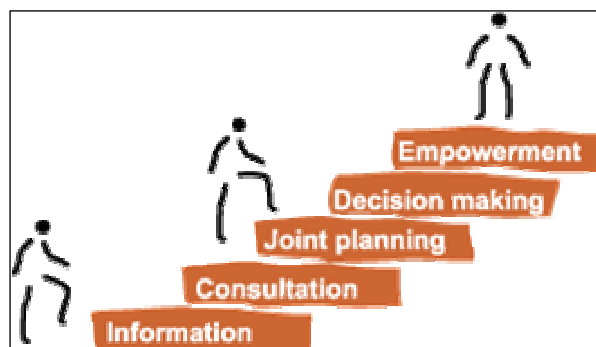 Empowerment
Decision making
Joint planning
Consultation
Information